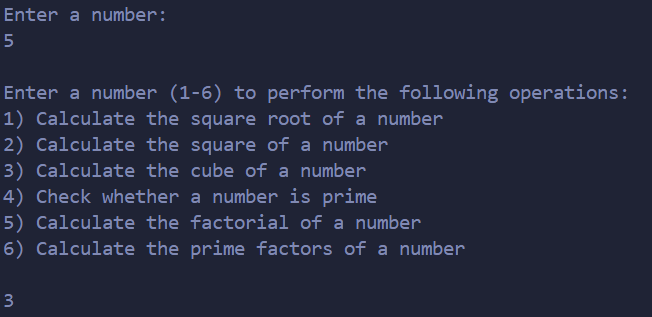 Enter a number:
5
Enter a number (1-6) to perform the following operations:
1) Calculate the square root of a number
2) Calculate the square of a number
3) Calculate the cube of a number
4) Check whether a number is prime
5) Calculate the factorial of a number
6) Calculate the prime factors of a number
3